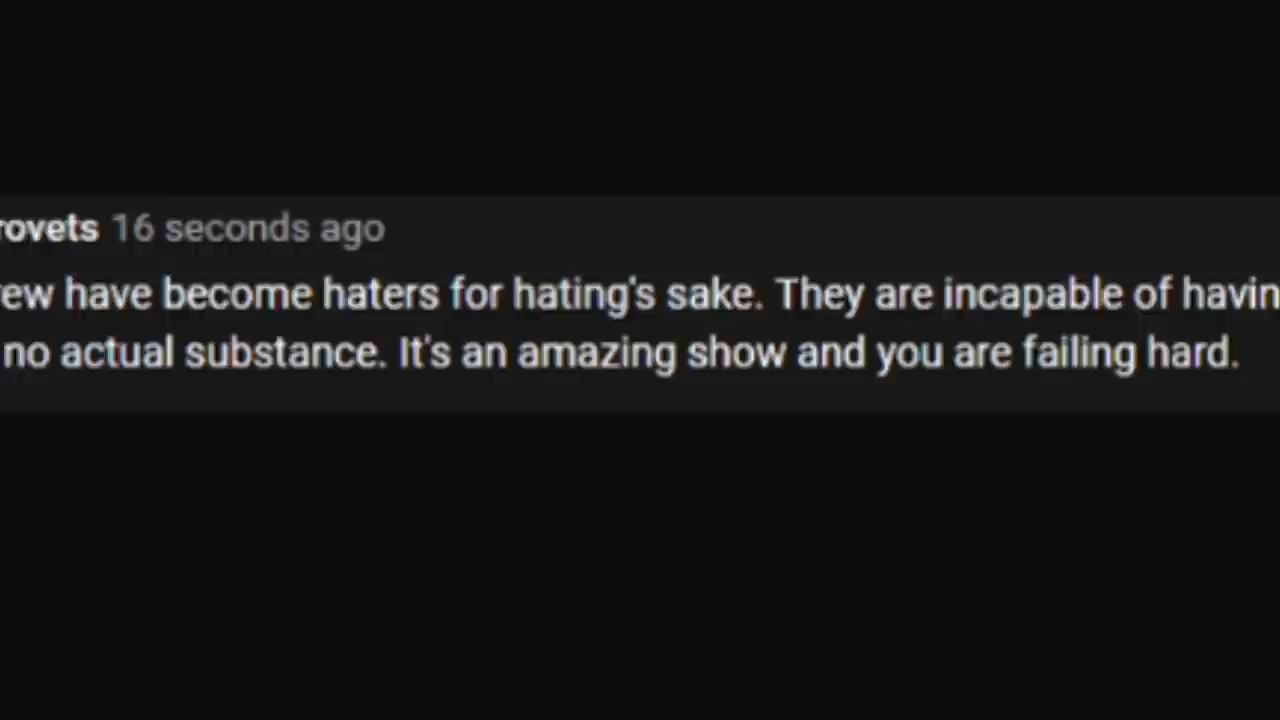 rovets 16 seconds ago
rew have become haters for hating's sake. They are incapable of havin
no actual substance. It's an amazing show and you are failing hard.